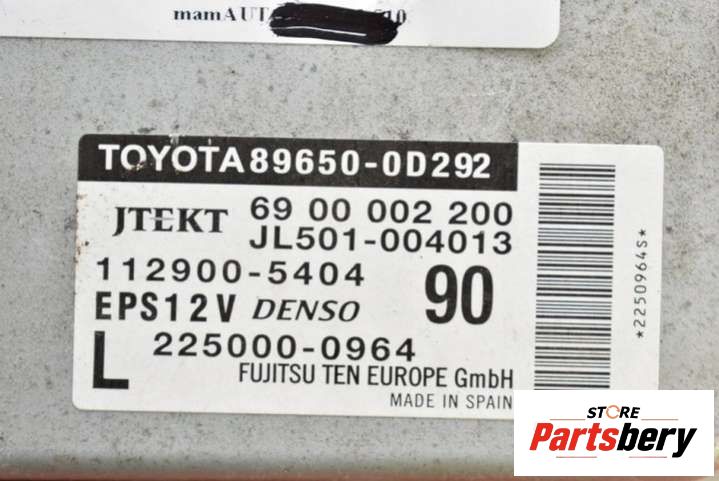 mamAUT
TOYOTA 89650-0D292
JTEKT 69 00 002 200
JL501-004013
112900-5404 90
EPS12V DENSO
L 225000-0964
FUJITSU TEN EUROPE GmbH
MADE IN SPAIN
*2250964S*
STORE
Partsbery